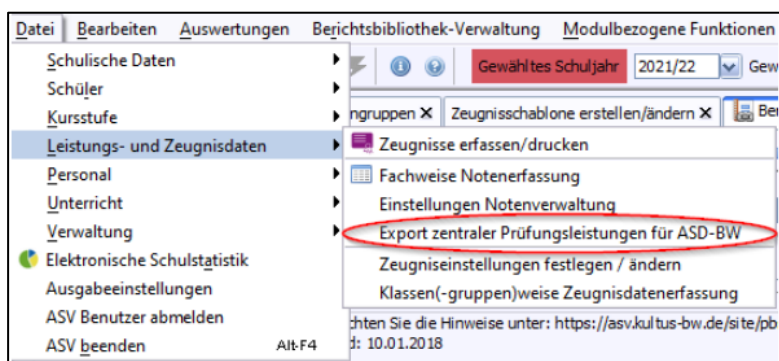 Datei Bearbeiten Auswertungen Berichtsbibliothek-Verwaltung Modulbezogene Funktionen
Gewähltes Schuljahr 2021/22 Gew
ngruppen X Zeugnisschablone erstellen/ändern X Be
Schulische Daten
Schüler
Kursstufe
Leistungs- und Zeugnisdaten
Personal
Unterricht
Verwaltung
Elektronische Schulstatistik
Ausgabeeinstellungen
ASV Benutzer abmelden
ASV beenden Alt-F4
Zeugnisse erfassen/drucken
Fachweise Notenerfassung
Einstellungen Notenverwaltung
Export zentraler Prüfungsleistungen für ASD-BW
Zeugniseinstellungen festlegen / ändern
Klassen(-gruppen)weise Zeugnisdatenerfassung
chten Sie die Hinweise unter: https://asv.kultus-bw.de/site/pb
d: 10.01.2018